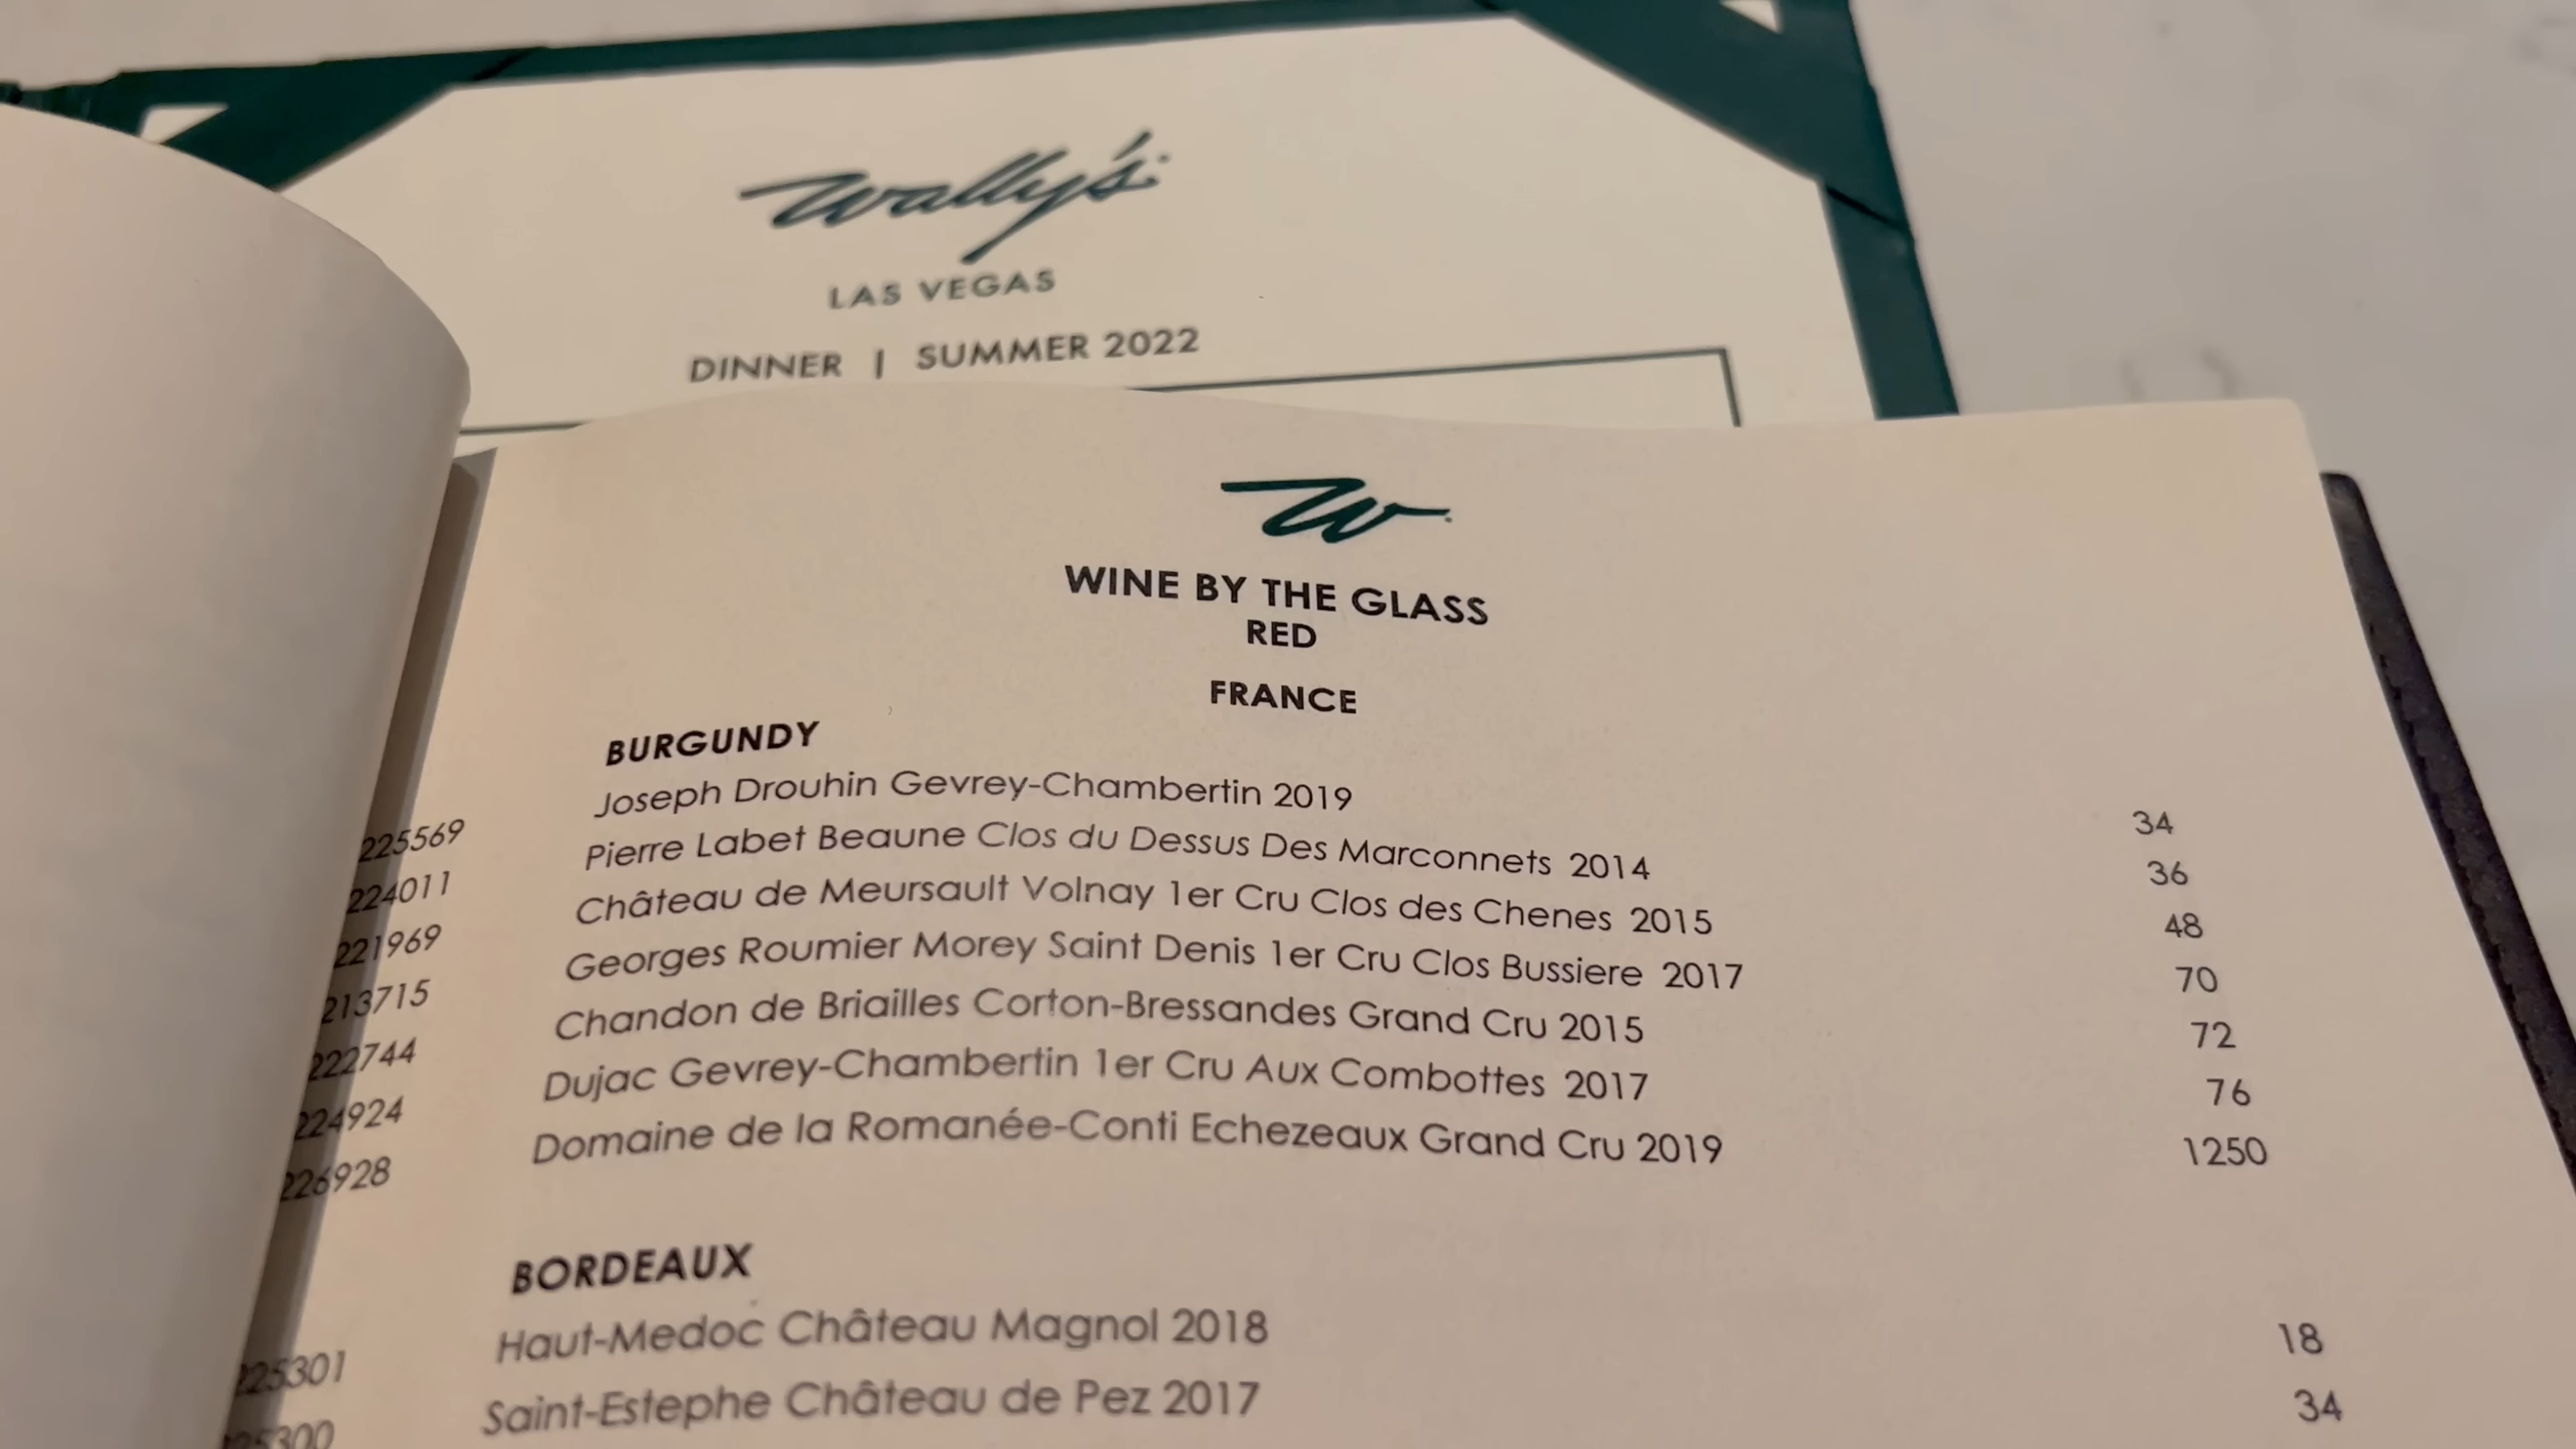 Wally's
LAS VEGAS
DINNER | SUMMER 2022
W
WINE BY THE GLASS
RED
FRANCE
BURGUNDY
225569 Joseph Drouhin Gevrey-Chambertin 2019 34
224011 Pierre Labet Beaune Clos du Dessus Des Marconnets 2014 36
221969 Château de Meursault Volnay 1er Cru Clos des Chenes 2015 48
213715 Georges Roumier Morey Saint Denis 1er Cru Clos Bussiere 2017 70
222744 Chandon de Briailles Corton-Bressandes Grand Cru 2015 72
224924 Dujac Gevrey-Chambertin 1er Cru Aux Combottes 2017 76
226928 Domaine de la Romanée-Conti Echezeaux Grand Cru 2019 1250
BORDEAUX
225301 Haut-Medoc Château Magnol 2018 18
Saint-Estephe Château de Pez 2017 34